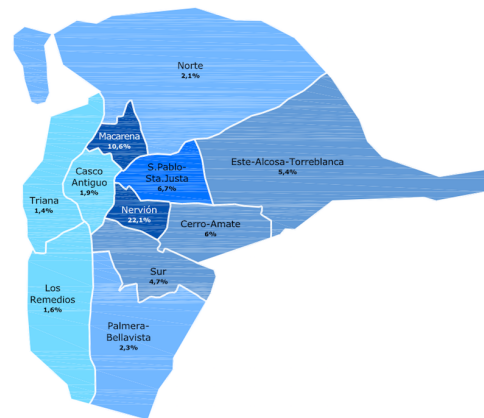 Norte
2,1%
Macarena
10,6%
Este-Alcosa-Torreblanca
5,4%
S.Pablo-
Sta.Justa
6,7%
Casco
Antiguo
1,9%
Triana
1,4%
Nervión
22,1%
Cerro-Amate
6%
Sur
4,7%
Los
Remedios
1,6%
Palmera-
Bellavista
2,3%